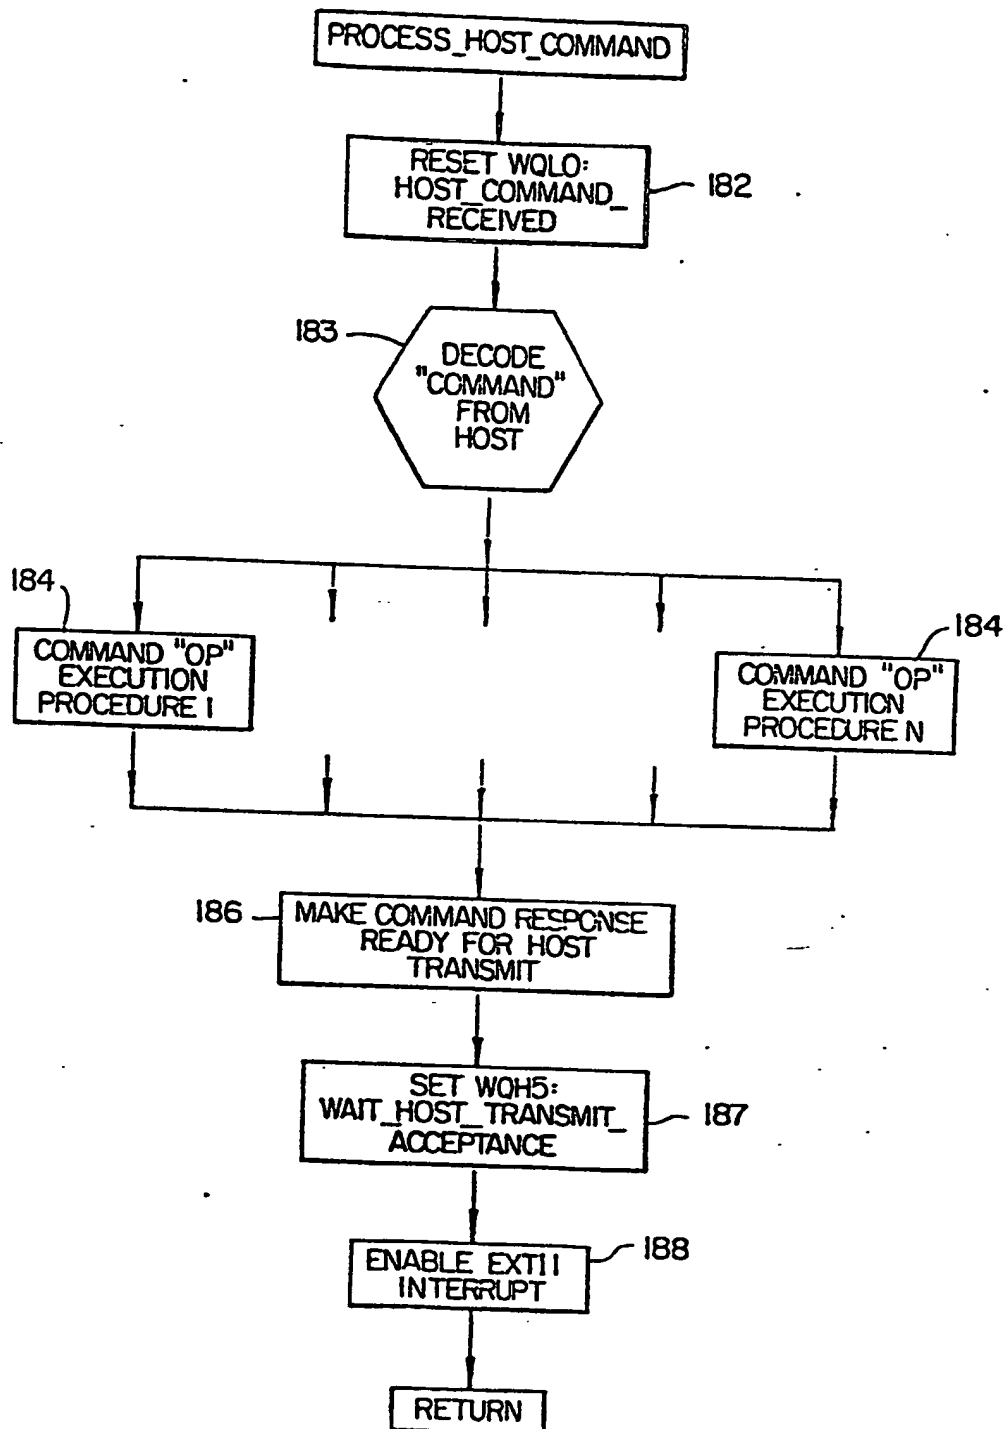 PROCESS_HOST_COMMAND
RESET WQLO:
HOST_COMMAND_
RECEIVED
182
183
DECODE
"COMMAND"
FROM
HOST
184
COMMAND "OP"
EXECUTION
PROCEDURE I
184
COMMAND "OP"
EXECUTION
PROCEDURE N
186
MAKE COMMAND RESPONSE
READY FOR HOST
TRANSMIT
SET WQH5:
WAIT_HOST_TRANSMIT_
ACCEPTANCE
187
ENABLE EXTI1
INTERRUPT
188
RETURN